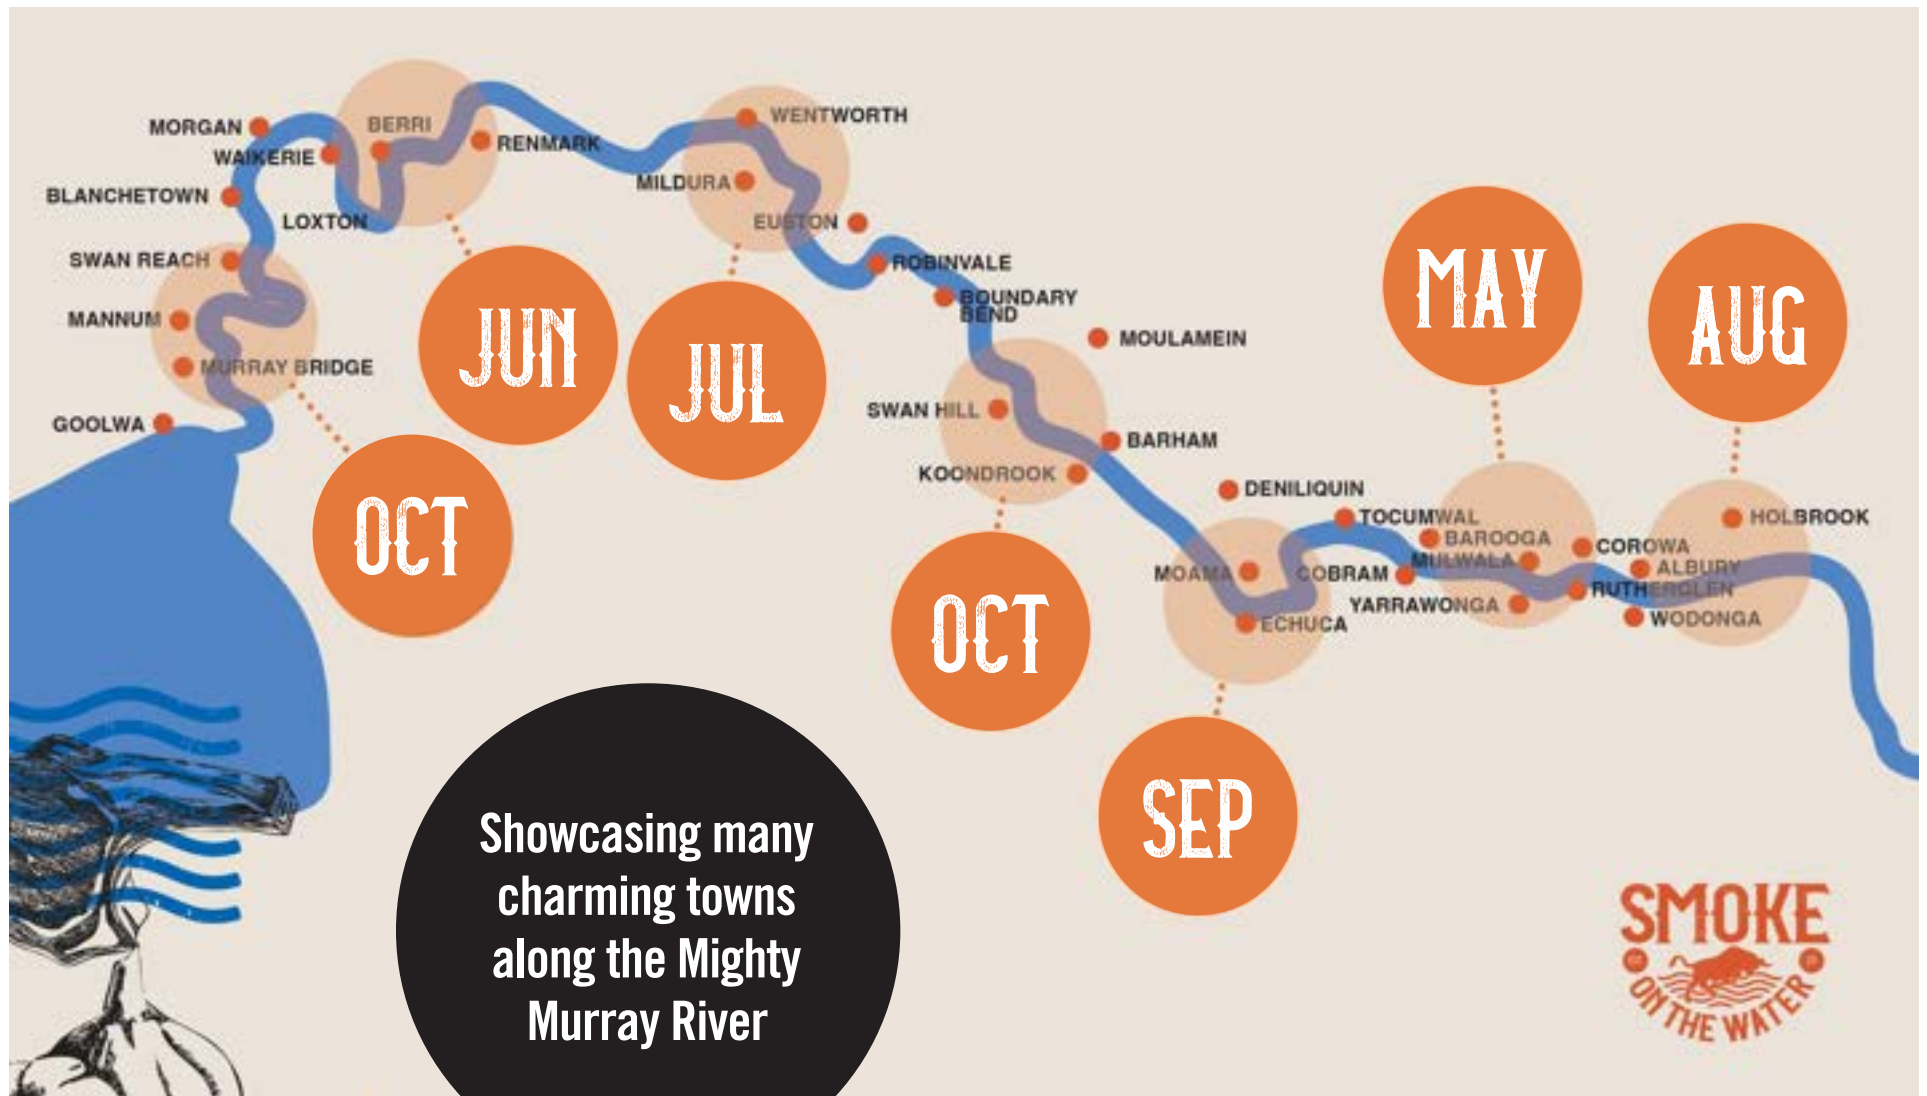 MORGAN
BERRI
WAIKERIE
RENMARK
BLANCHETOWN
LOXTON
SWAN REACH
MANNUM
MURRAY BRIDGE
GOOLWA
WENTWORTH
MILDURA
EUSTON
ROBINVALE
BOUNDARY
BEND
MOULAMEIN
SWAN HILL
BARHAM
KOONDROOK
DENILIQUIN
TOCUMWAL
BAROOGA
MULWALA
MOAMA
COBRAM
YARRAWONGA
ECHUCA
COROWA
ALBURY
RUTHERGLEN
WODONGA
HOLBROOK
JUN
JUL
MAY
AUG
OCT
OCT
SEP
Showcasing many
charming towns
along the Mighty
Murray River
SMOKE
ON THE WATER